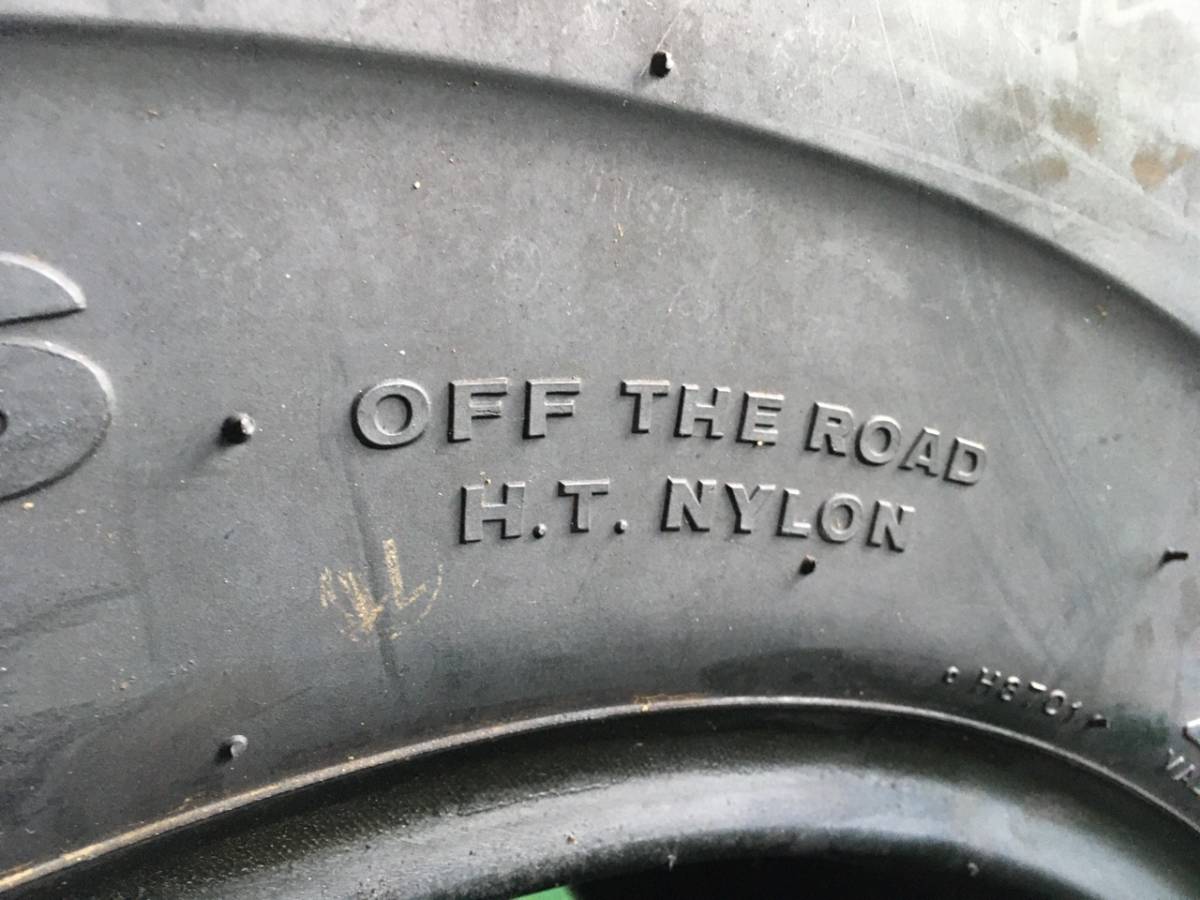 OFF THE ROAD
H.T. NYLON
H8701